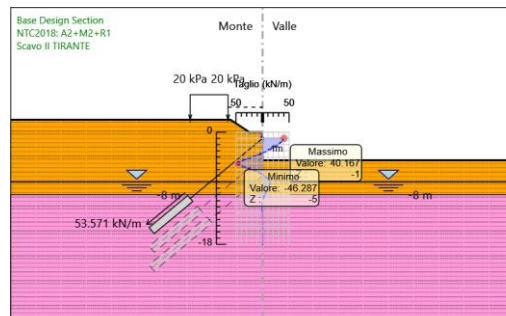 Base Design Section
NTC2018: A2+M2+R1
Scavo II TIRANTE
Monte Valle
20 kPa 20 kPa
Taglio (kN/m)
50 50
0
Massimo
Valore: 40.167
-1
Minimo
Valore: -46.287
Z -5
-8 m -8 m
53.571 kN/m
-18